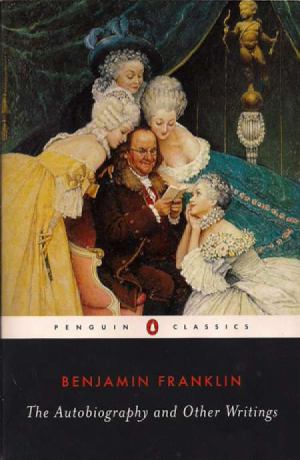 PENGUIN CLASSICS
BENJAMIN FRANKLIN
The Autobiography and Other Writings